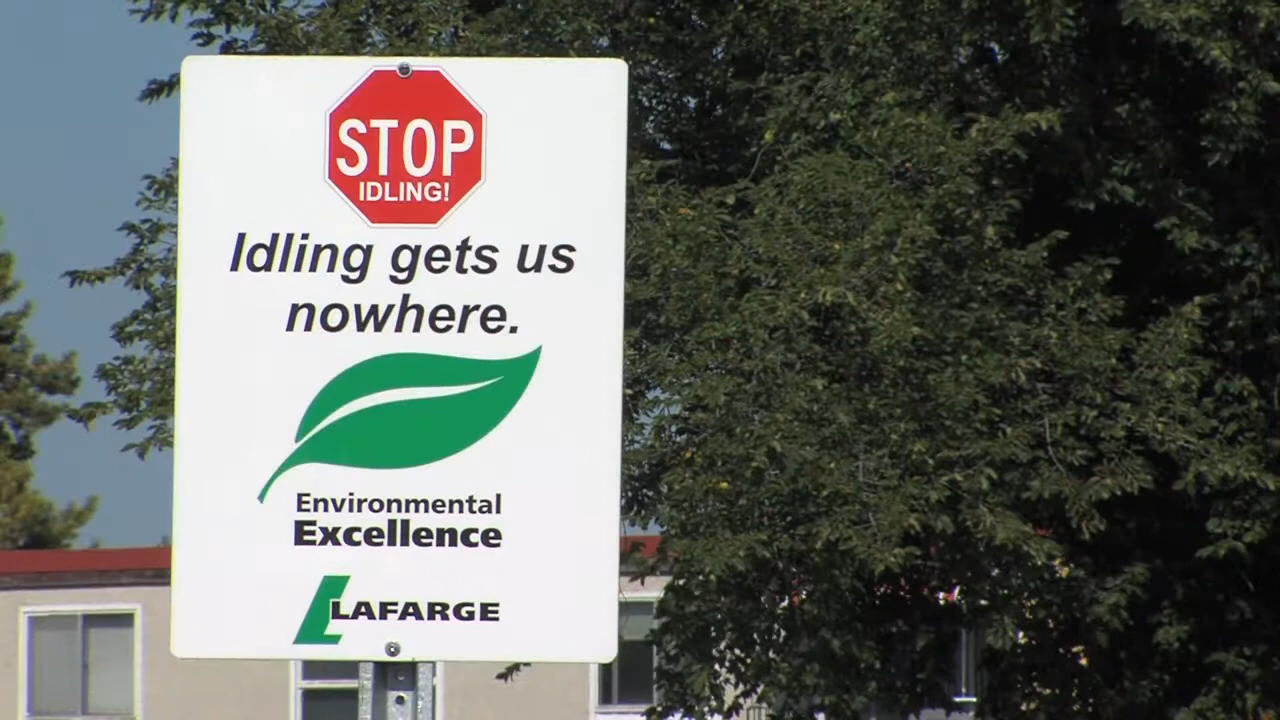 STOP
IDLING!
Idling gets us
nowhere.
Environmental
Excellence
LAFARGE